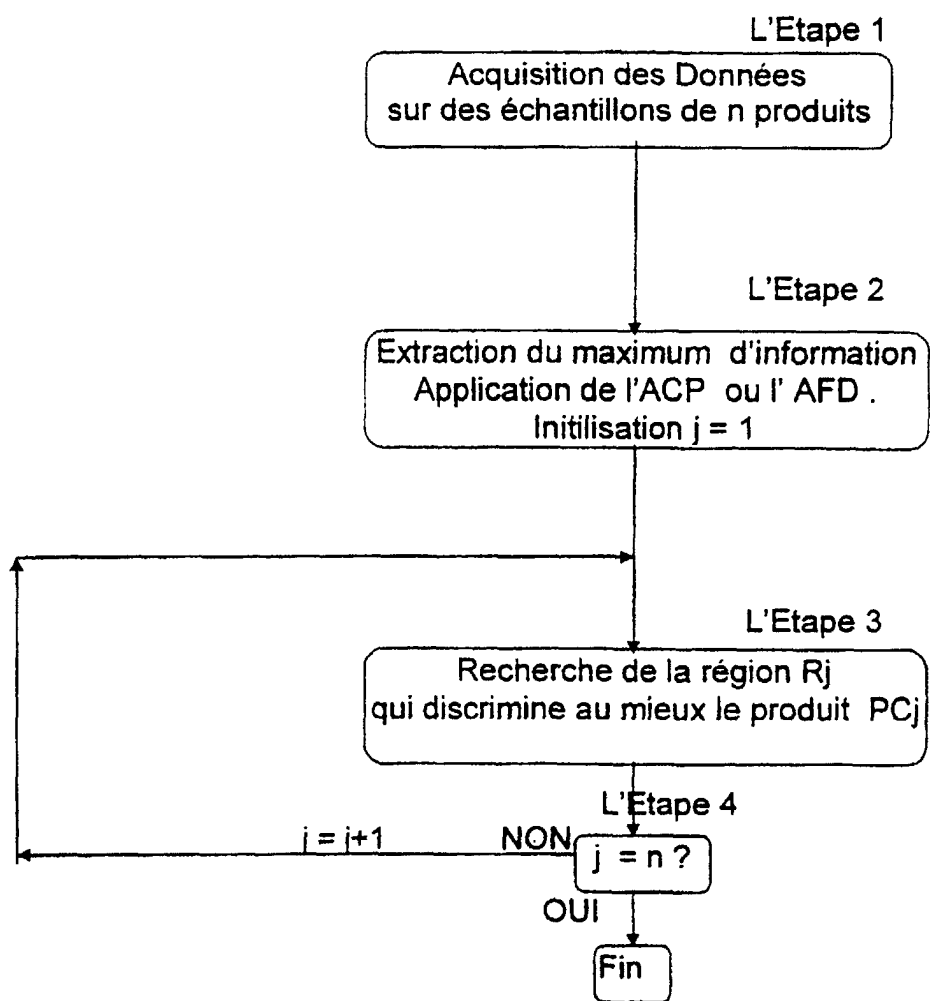 L'Etape 1
Acquisition des Données
sur des échantillons de n produits
L'Etape 2
Extraction du maximum d'information
Application de l'ACP ou l' AFD .
Initilisation j = 1
L'Etape 3
Recherche de la région Rj
qui discrimine au mieux le produit PCj
L'Etape 4
j = j+1 NON
j = n ?
OUI
Fin